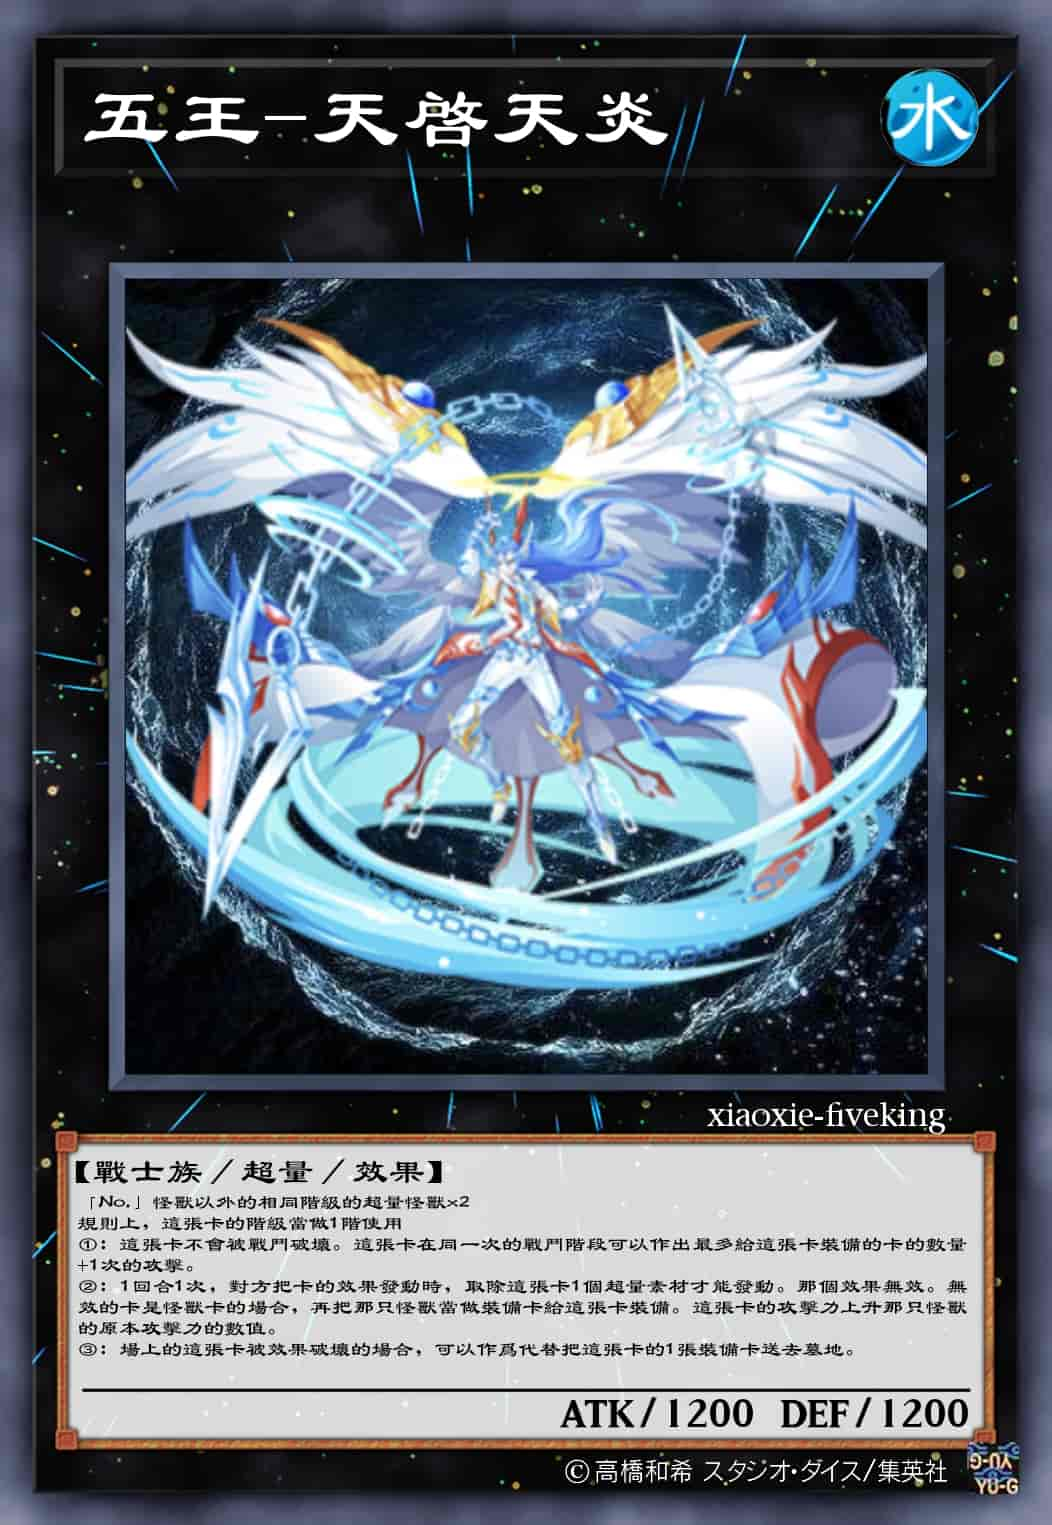 五王-天啓天炎
水
xiaoxie-fiveking
【戰士族／超量／效果】
「No.」怪獸以外的相同階級的超量怪獸x2
規則上，這張卡的階級當做1階使用
①：這張卡不會被戰鬥破壞。這張卡在同一次的戰鬥階段可以作出最多給這張卡裝備的卡的數量
+1次的攻擊。
②：1回合1次，對方把卡的效果發動時，取除這張卡1個超量素材才能發動。那個效果無效。無
效的卡是怪獸卡的場合，再把那只怪獸當做裝備卡給這張卡裝備。這張卡的攻擊力上升那只怪獸
的原本攻擊力的數值。
③：場上的這張卡被效果破壞的場合，可以作爲代替把這張卡的1張裝備卡送去墓地。
ATK/1200 DEF/1200
©高橋和希 スタジオ·ダイス/集英社
YU-G
YU-G